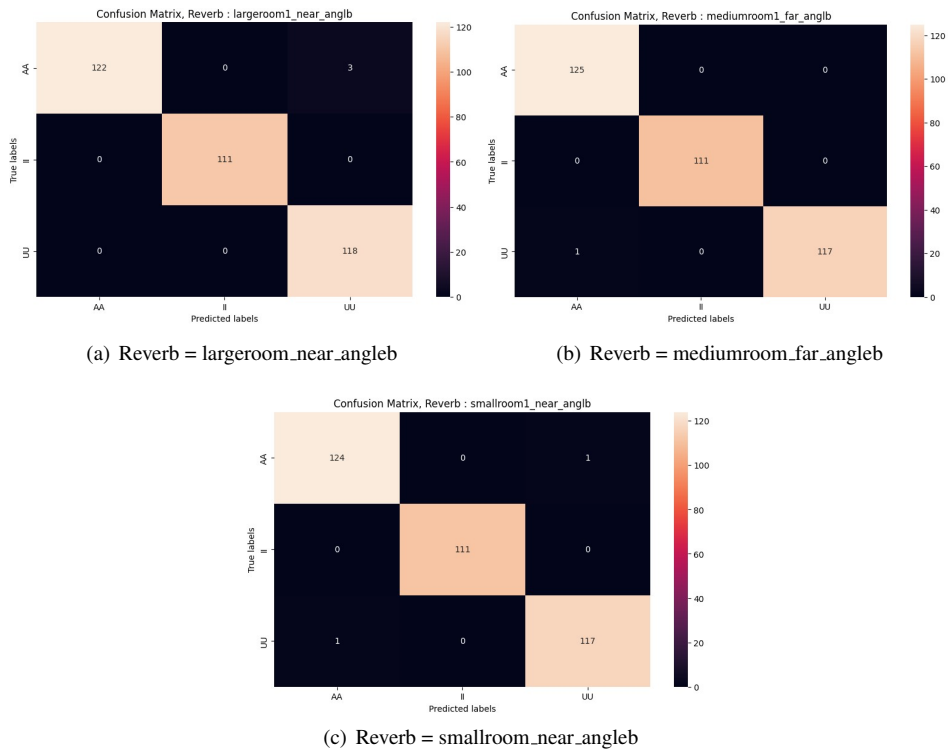 Confusion Matrix, Reverb : largeroom1_near_anglb
AA 122 0 3
II 0 111 0
UU 0 0 118
True labels
AA II UU
Predicted labels
120
100
80
60
40
20
0
(a) Reverb = largeroom_near_angleb
Confusion Matrix, Reverb : mediumroom1_far_anglb
AA 125 0 0
II 0 111 0
UU 1 0 117
True labels
AA II UU
Predicted labels
120
100
80
60
40
20
0
(b) Reverb = mediumroom_far_angleb
Confusion Matrix, Reverb : smallroom1_near_anglb
AA 124 0 1
II 0 111 0
UU 1 0 117
True labels
AA II UU
Predicted labels
120
100
80
60
40
20
0
(c) Reverb = smallroom_near_angleb